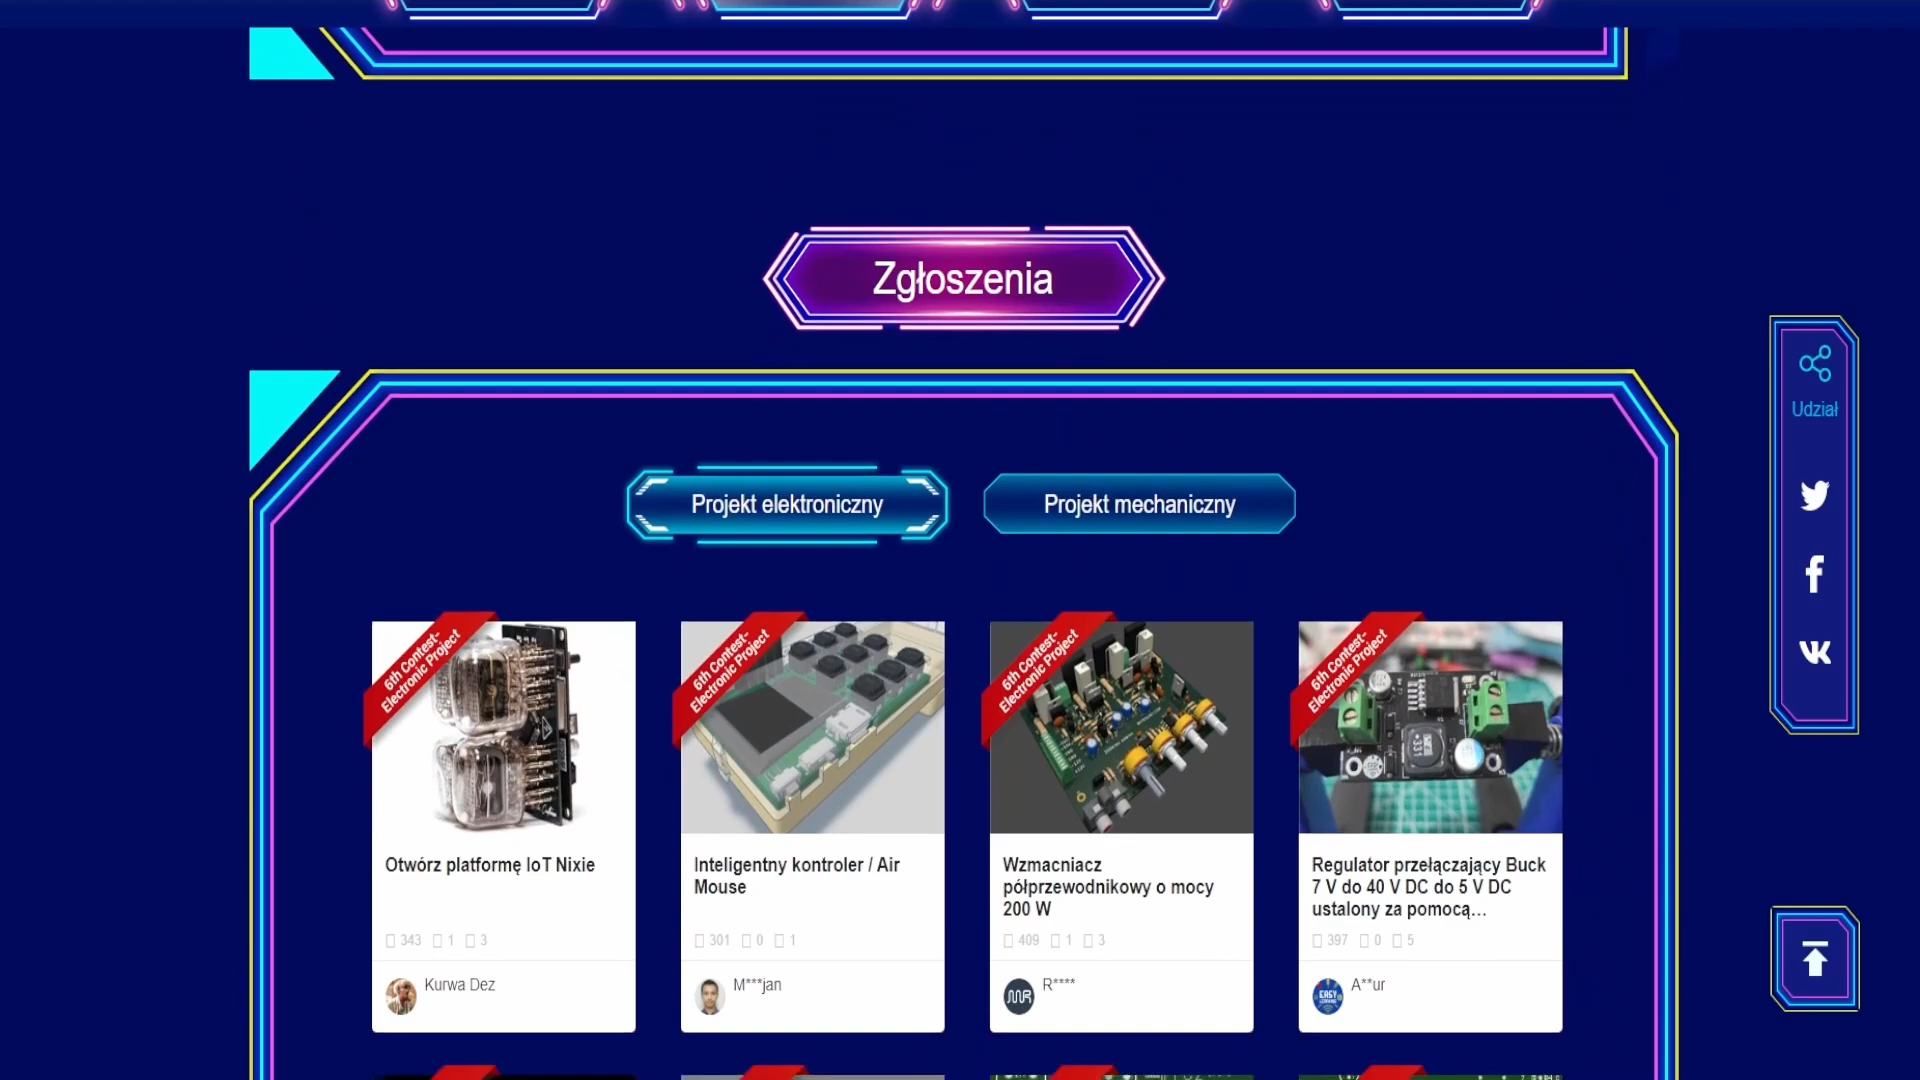 Zgłoszenia
Udział
Projekt elektroniczny
Projekt mechaniczny
6th Contest-
Electronic Project
6th Contest-
Electronic Project
6th Contest-
Electronic Project
6th Contest-
Electronic Project
Otwórz platformę IoT Nixie
343 1 3
Kurwa Dez
Inteligentny kontroler / Air
Mouse
301 0 1
M***jan
Wzmacniacz
półprzewodnikowy o mocy
200 W
409 1 3
R****
Regulator przełączający Buck
7 V do 40 V DC do 5 V DC
ustalony za pomocą...
397 0 5
EASY
A**ur